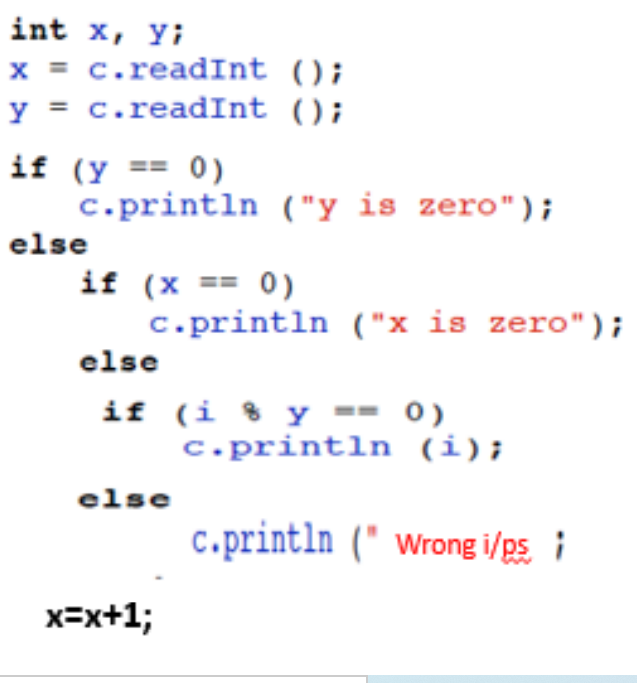 int x, y;
x = c.readInt ();
y = c.readInt ();
if (y == 0)
c.println ("y is zero");
else
if (x == 0)
c.println ("x is zero");
else
if (i % y == 0)
c.println (i);
else
c.println (" Wrong i/ps ;
x=x+1;